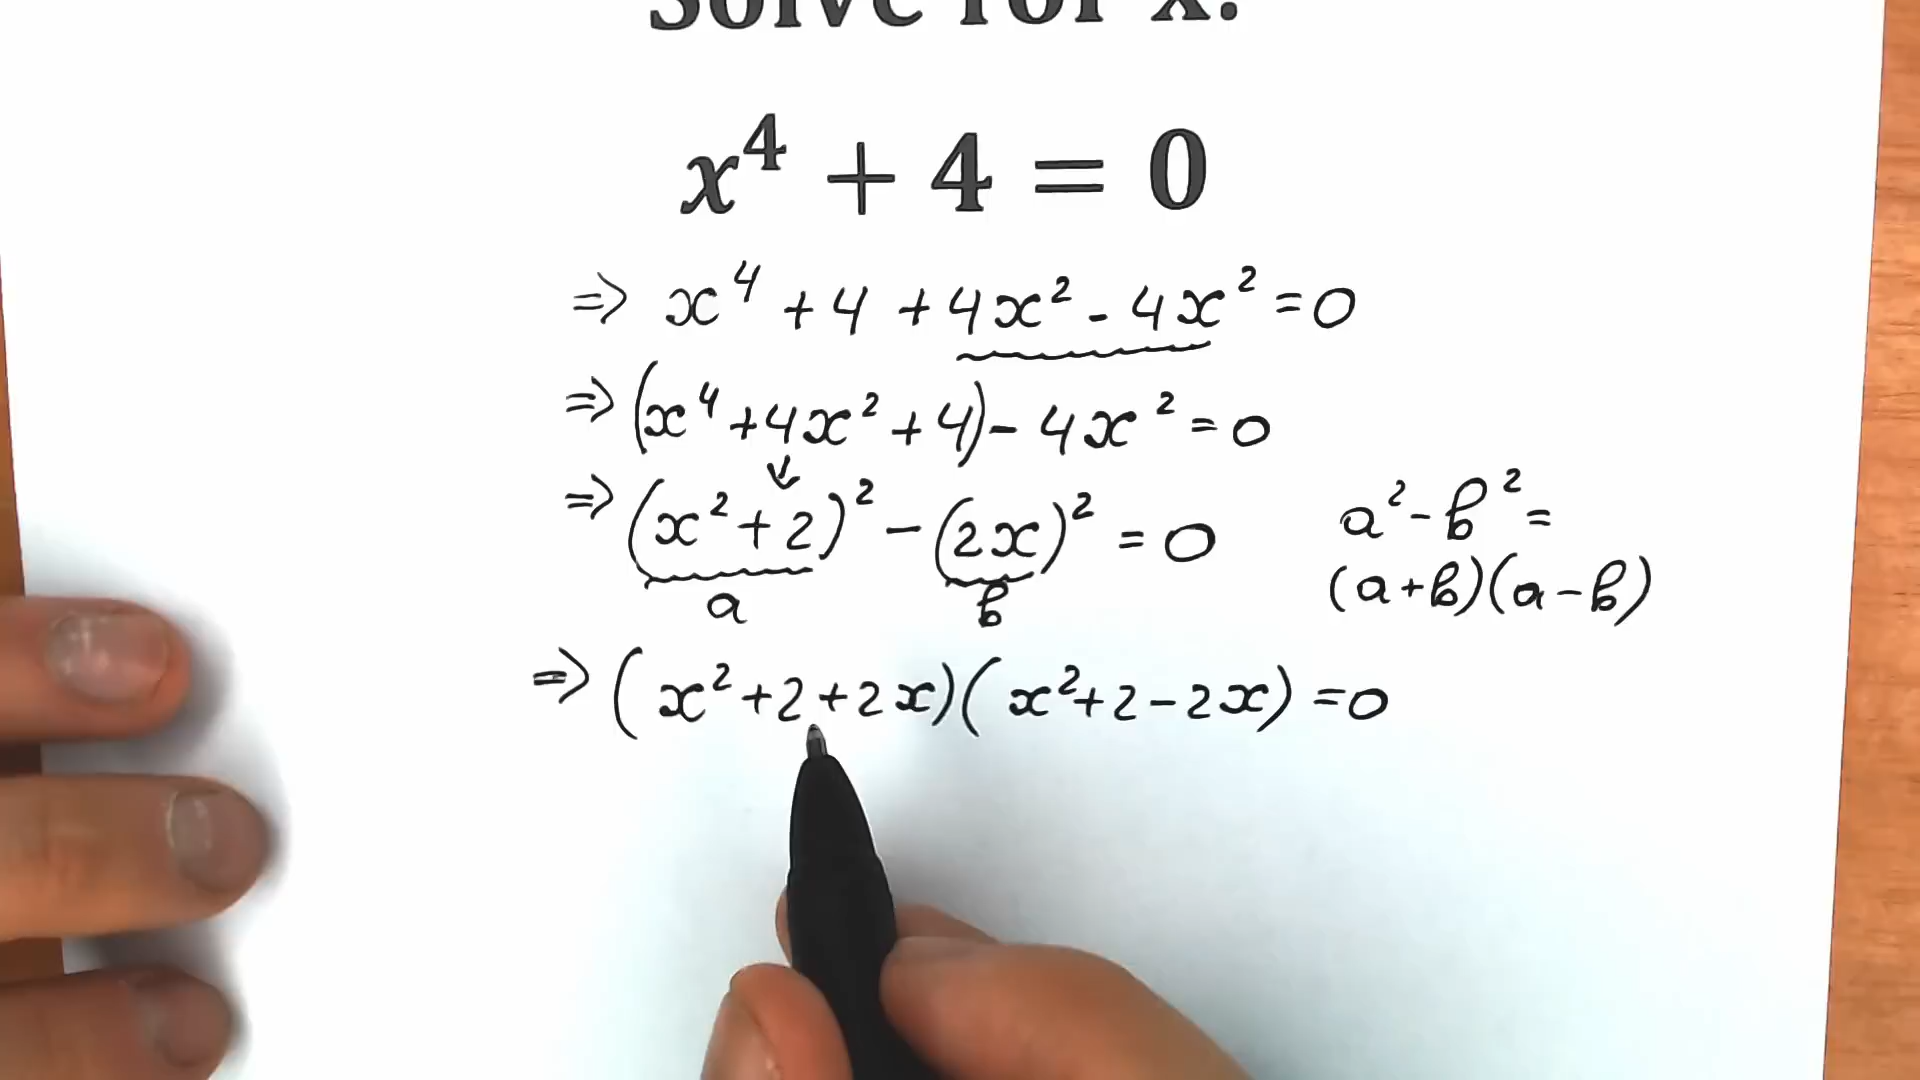 Solve for x:
x⁴ + 4 = 0
=> x⁴ + 4 + 4x² - 4x² = 0
=> (x⁴ + 4x² + 4) - 4x² = 0
=> (x² + 2)² - (2x)² = 0
a b
a² - b² =
(a + b)(a - b)
=> (x² + 2 + 2x)(x² + 2 - 2x) = 0